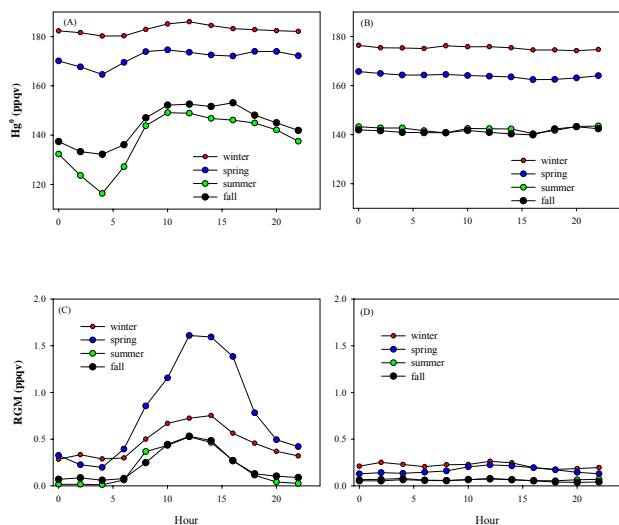 (A)
(B)
180
160
140
120
Hg⁰ (ppqv)
winter
spring
summer
fall
0 5 10 15 20
180
160
140
120
winter
spring
summer
fall
0 5 10 15 20
(C)
(D)
2.0
1.5
1.0
0.5
0.0
RGM (ppqv)
winter
spring
summer
fall
0 5 10 15 20
Hour
2.0
1.5
1.0
0.5
0.0
winter
spring
summer
fall
0 5 10 15 20
Hour